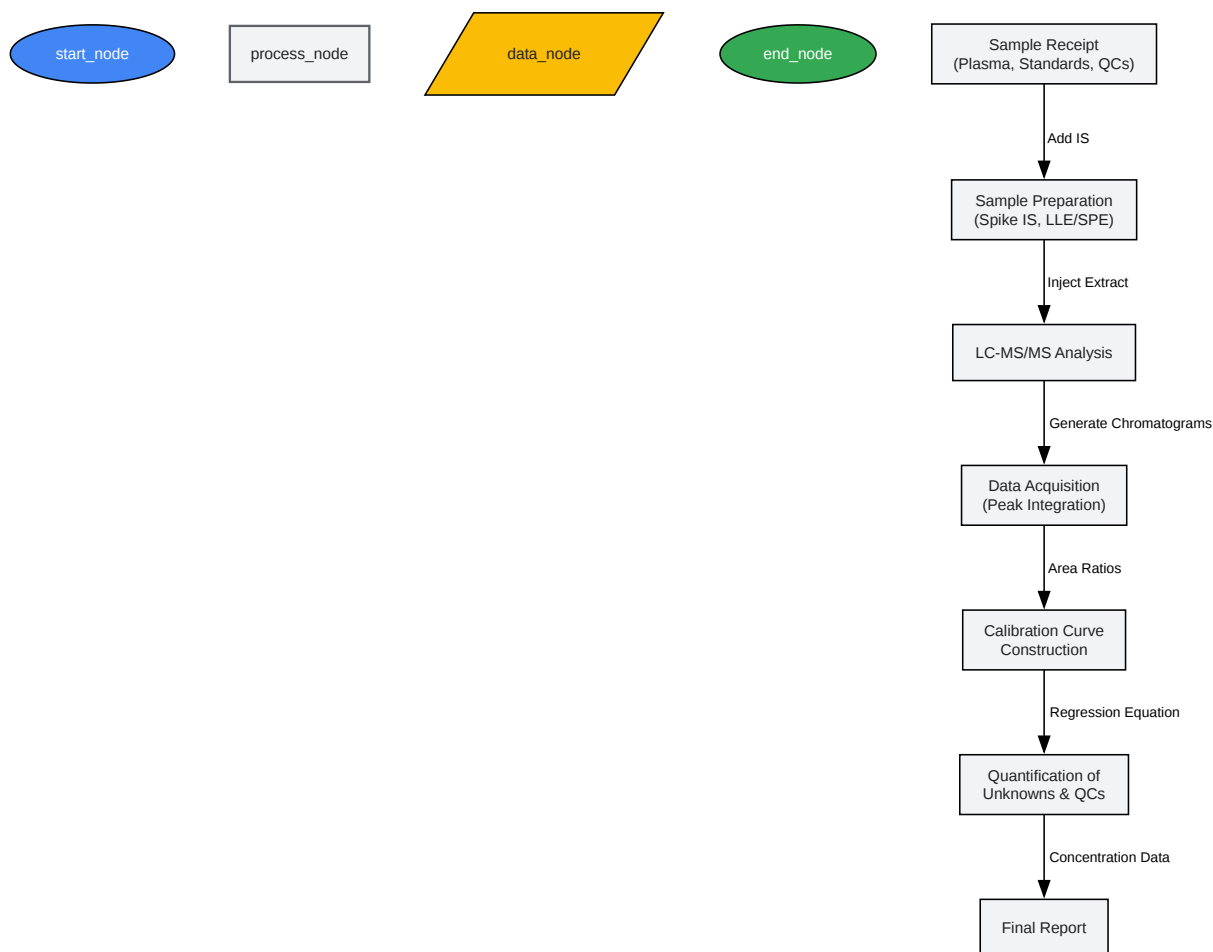 start_node
process_node
data_node
end_node
Sample Receipt
(Plasma, Standards, QCs)
Add IS
Sample Preparation
(Spike IS, LLE/SPE)
Inject Extract
LC-MS/MS Analysis
Generate Chromatograms
Data Acquisition
(Peak Integration)
Area Ratios
Calibration Curve
Construction
Regression Equation
Quantification of
Unknowns & QCs
Concentration Data
Final Report